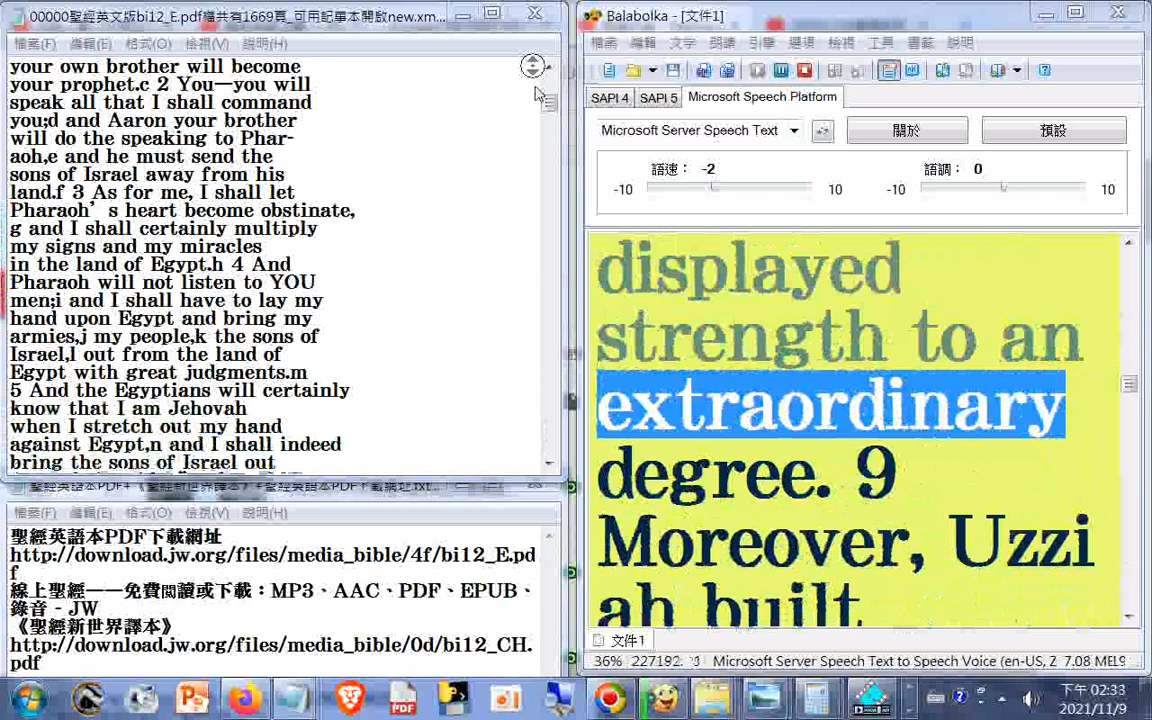 00000聖經英文版bi12_E.pdf檔共有1669頁_可用記事本開啟new.xm...
檔案(F) 編輯(E) 格式(O) 檢視(V) 說明(H)
your own brother will become
your prophet.c 2 You—you will
speak all that I shall command
you;d and Aaron your brother
will do the speaking to Phar-
aoh,e and he must send the
sons of Israel away from his
land.f 3 As for me, I shall let
Pharaoh’s heart become obstinate,
g and I shall certainly multiply
my signs and my miracles
in the land of Egypt.h 4 And
Pharaoh will not listen to YOU
men;i and I shall have to lay my
hand upon Egypt and bring my
armies,j my people,k the sons of
Israel,l out from the land of
Egypt with great judgments.m
5 And the Egyptians will certainly
know that I am Jehovah
when I stretch out my hand
against Egypt,n and I shall indeed
bring the sons of Israel out
檔案(F) 編輯(E) 格式(O) 檢視(V) 說明(H)
聖經英語本PDF下載網址
http://download.jw.org/files/media_bible/4f/bi12_E.pd
f
線上聖經——免費閱讀或下載：MP3、AAC、PDF、EPUB、
錄音 - JW
《聖經新世界譯本》
http://download.jw.org/files/media_bible/0d/bi12_CH.
pdf
Balabolka - [文件1]
檔案 編輯 文字 朗讀 引擎 選項 檢視 工具 書籤 說明
SAPI 4 SAPI 5 Microsoft Speech Platform
Microsoft Server Speech Text 關於 預設
語速： -2 語調： 0
-10 10 -10 10
displayed
strength to an
extraordinary
degree. 9
Moreover, Uzzi
ah built
文件1
36% Microsoft Server Speech Text to Speech Voice (en-US, Z
下午 02:33
2021/11/9